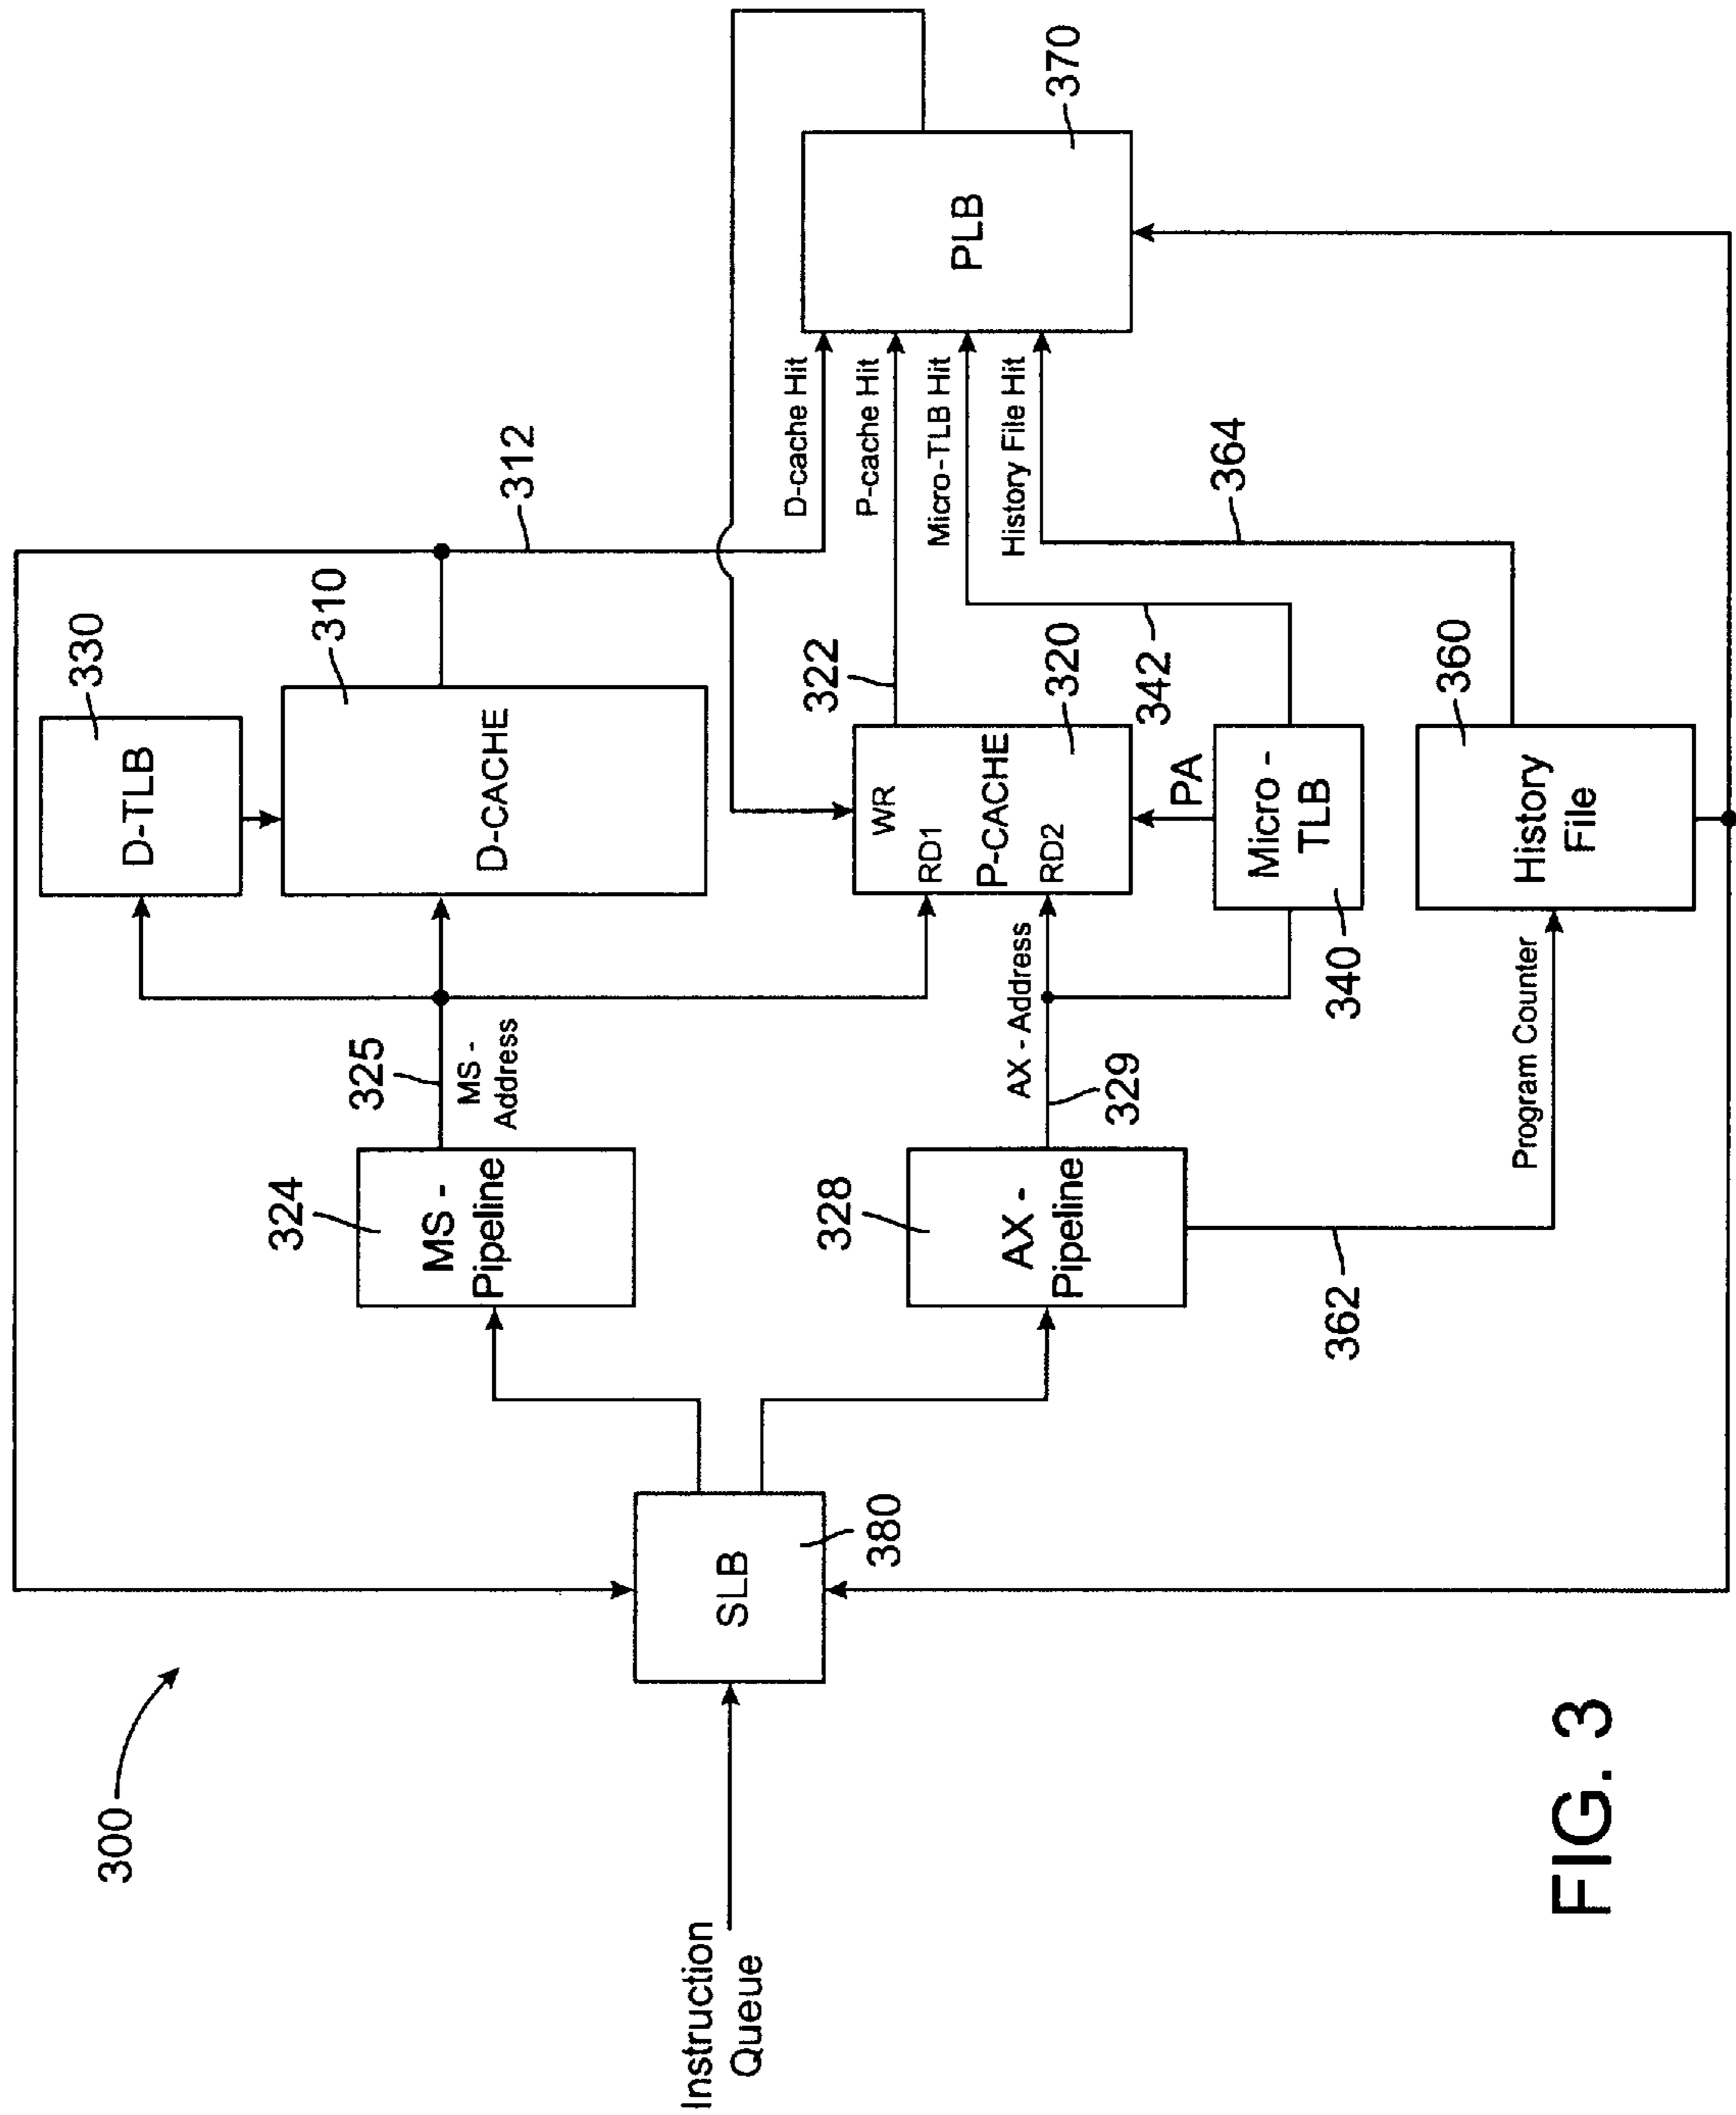 300
Instruction
Queue
SLB
380
324
MS -
Pipeline
325
MS -
Address
328
AX -
Pipeline
AX - Address
329
362
Program Counter
330
D-TLB
310
D-CACHE
312
WR
RD1
P-CACHE
RD2
320
322
PA
Micro -
TLB
340
342
History
File
360
364
D-cache Hit
P-cache Hit
Micro-TLB Hit
History File Hit
PLB
370
FIG. 3